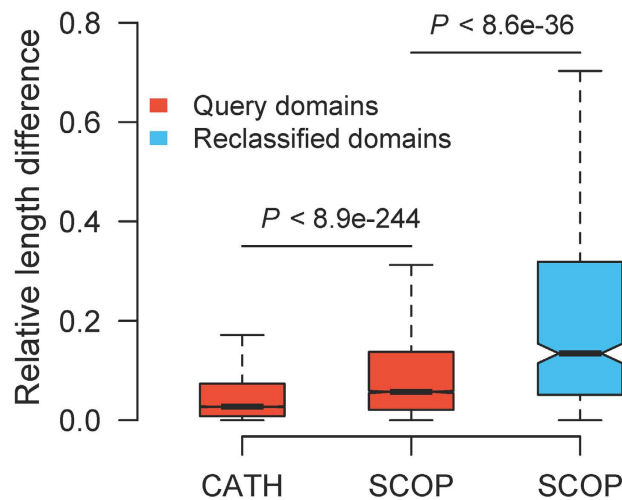 Relative length difference
0.8
0.6
0.4
0.2
0.0
P < 8.6e-36
Query domains
Reclassified domains
P < 8.9e-244
CATH
SCOP
SCOP